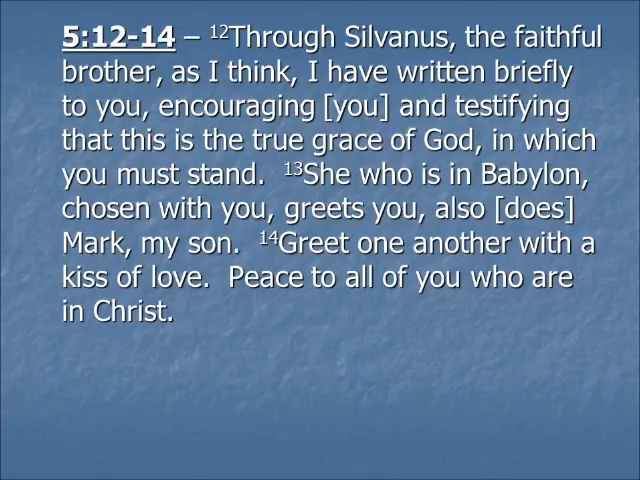 5:12-14 – ¹²Through Silvanus, the faithful
brother, as I think, I have written briefly
to you, encouraging [you] and testifying
that this is the true grace of God, in which
you must stand.  ¹³She who is in Babylon,
chosen with you, greets you, also [does]
Mark, my son.  ¹⁴Greet one another with a
kiss of love.  Peace to all of you who are
in Christ.